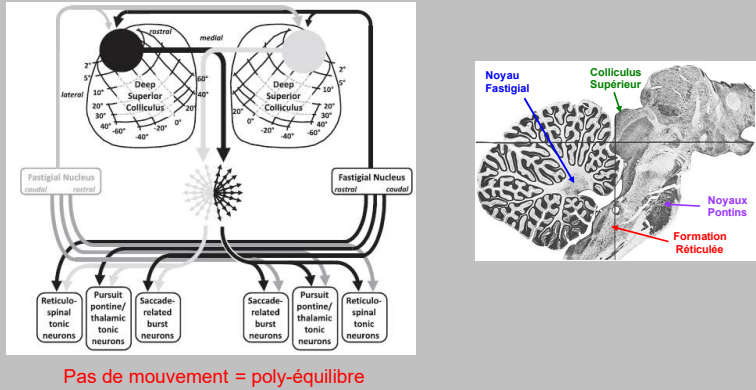 rostral
medial
lateral
2°
5°
10°
20°
30°
40°
-60°
-40°
-20°
0°
20°
40°
60°
Deep
Superior
Colliculus
2°
5°
10°
20°
30°
40°
-60°
-40°
-20°
0°
20°
Deep
Superior
Colliculus
Fastigial Nucleus
caudal rostral
Fastigial Nucleus
rostral caudal
Reticulo-
spinal
tonic
neurons
Pursuit
pontine/
thalamic
tonic
neurons
Saccade-
related
burst
neurons
Saccade-
related
burst
neurons
Pursuit
pontine/
thalamic
tonic
neurons
Reticulo-
spinal
tonic
neurons
Pas de mouvement = poly-équilibre
Noyau
Fastigial
Colliculus
Supérieur
Noyaux
Pontins
Formation
Réticulée